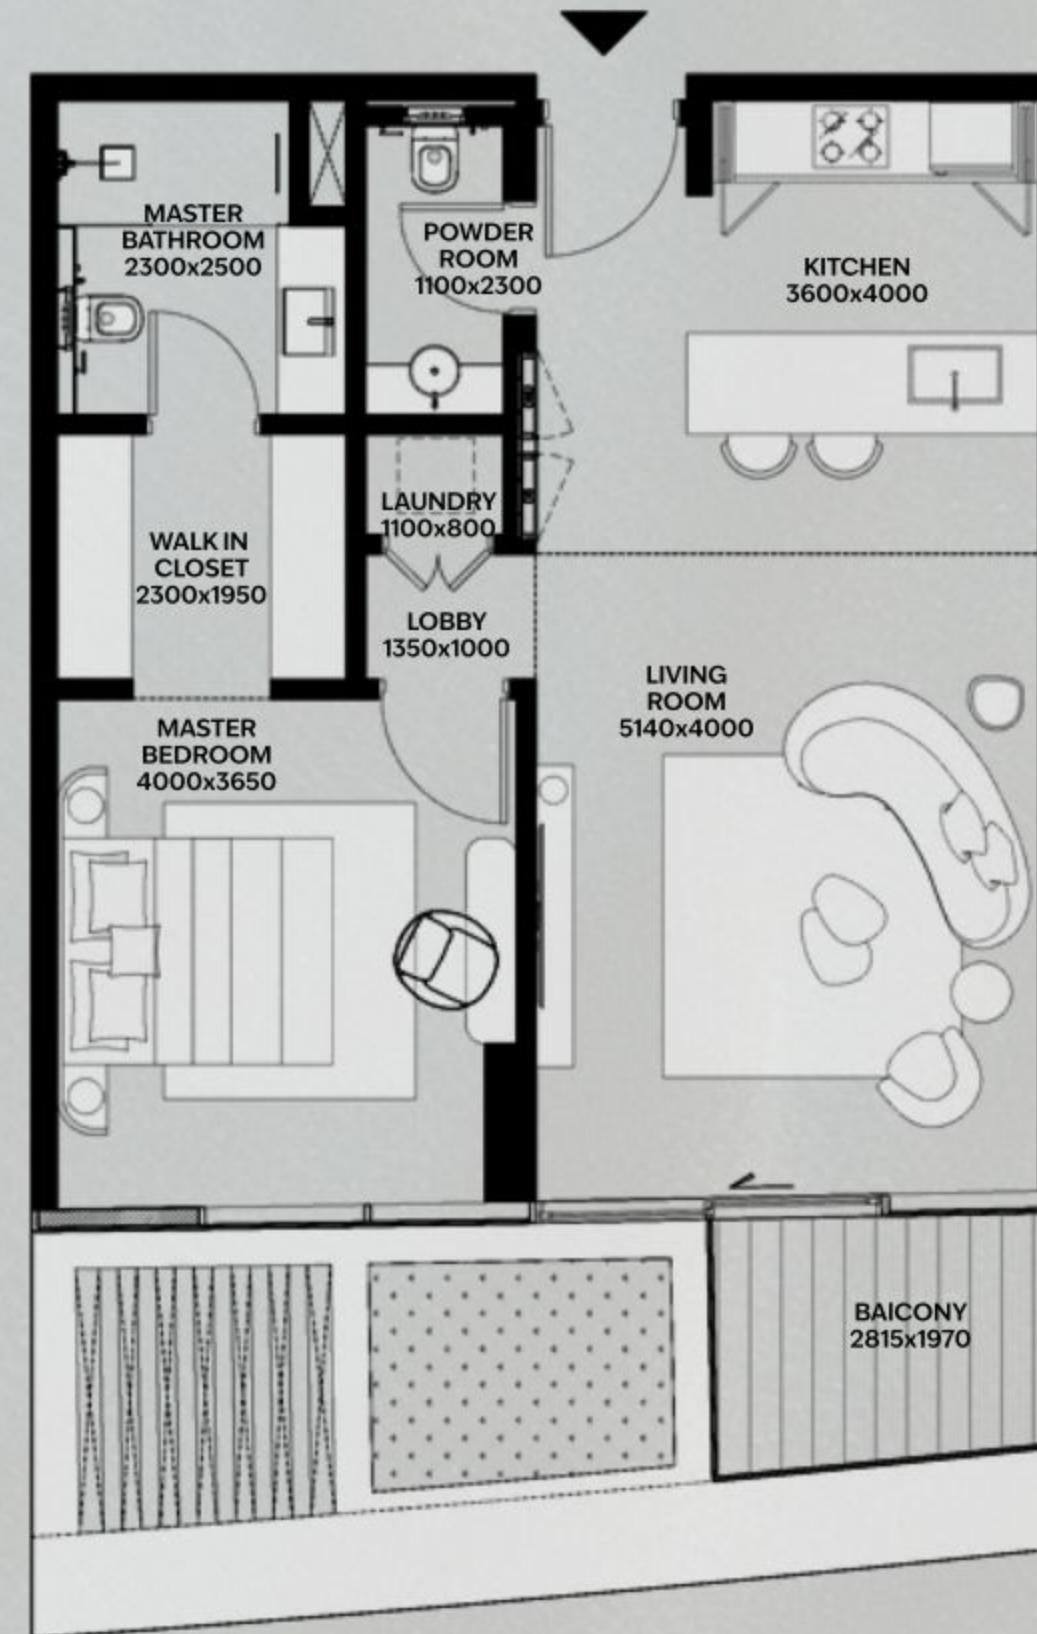 MASTER
BATHROOM
2300x2500
POWDER
ROOM
1100x2300
KITCHEN
3600x4000
LAUNDRY
1100x800
WALK IN
CLOSET
2300x1950
LOBBY
1350x1000
LIVING
ROOM
5140x4000
MASTER
BEDROOM
4000x3650
BAICONY
2815x1970